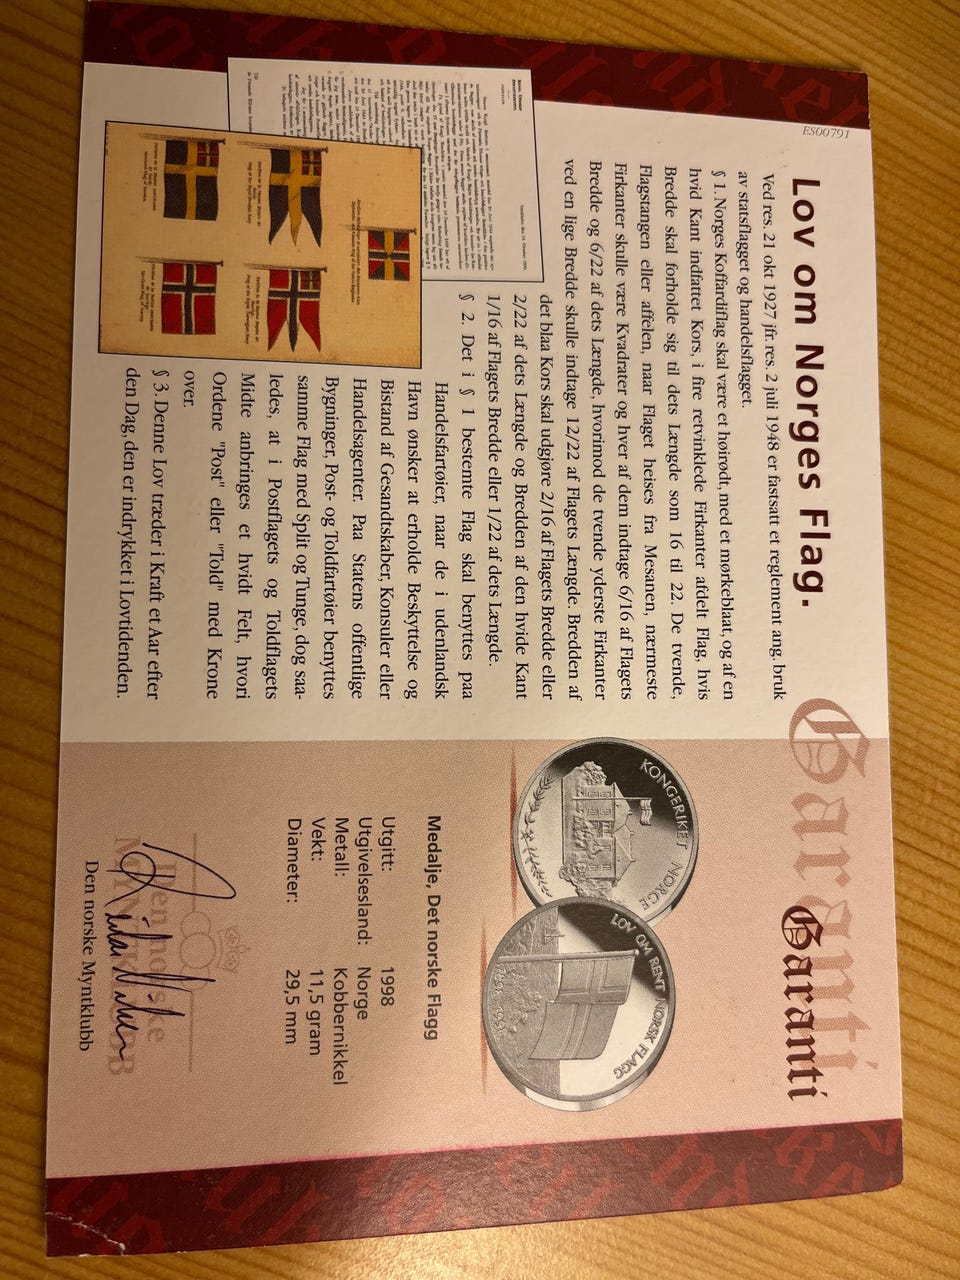 ES00791
Lov om Norges Flag.
Ved res. 21 okt 1927 jfr. res. 2 juli 1948 er fastsatt et reglement ang. bruk
av statsflagget og handelsflagget.
§ 1. Norges Koffardiflag skal være et høirødt, med et mørkeblaat, og af en
hvid Kant indfattet Kors, i fire retvinklede Firkanter afdelt Flag, hvis
Bredde skal forholde sig til dets Længde som 16 til 22. De tvende,
Flagstangen eller affelen, naar Flaget heises fra Mesanen, nærmeste
Firkanter skulle være Kvadrater og hver af dem indtage 6/16 af Flagets
Bredde og 6/22 af dets Længde, hvorimod de tvende yderste Firkanter
ved en lige Bredde skulle indtage 12/22 af Flagets Længde. Bredden af
det blaa Kors skal udgjøre 2/16 af Flagets Bredde eller
2/22 af dets Længde og Bredden af den hvide Kant
1/16 af Flagets Bredde eller 1/22 af dets Længde.
§ 2. Det i § 1 bestemte Flag skal benyttes paa
Handelsfartøier, naar de i udenlandsk
Havn ønsker at erholde Beskyttelse og
Bistand af Gesandtskaber, Konsuler eller
Handelsagenter. Paa Statens offentlige
Bygninger, Post- og Toldfartøier benyttes
samme Flag med Split og Tunge, dog saa-
ledes, at i Postflagets og Toldflagets
Midte anbringes et hvidt Felt, hvori
Ordene "Post" eller "Told" med Krone
over.
§ 3. Denne Lov træder i Kraft et Aar efter
den Dag, den er indrykket i Lovtidenden.
Garanti
Garanti
KONGERIKET NORGE
LOV OM RENT NORSK FLAGG
1898-1998
Medalje, Det norske Flagg
Utgitt: 1998
Utgivelsesland: Norge
Metall: Kobbernikkel
Vekt: 11,5 gram
Diameter: 29,5 mm
Den norske
MYNTKLUBB
Den norske Myntklubb